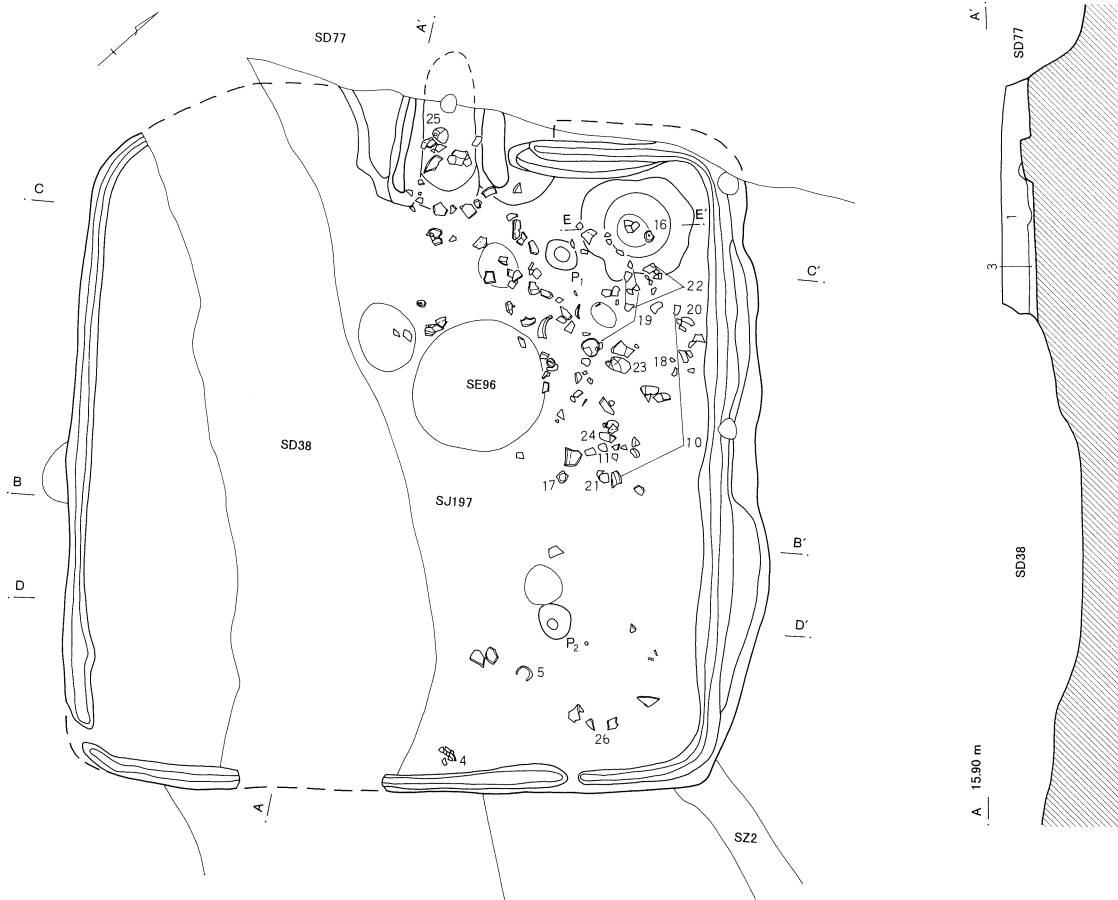 A′
SD77
25
C
E
E′
16
P1
C′
22
20
19
18
23
SE96
SD38
24
10
11
B
17
21
SJ197
B′
D
D′
P2
5
26
4
A
SZ2
A′
SD77
1
3
SD38
A 15.90 m